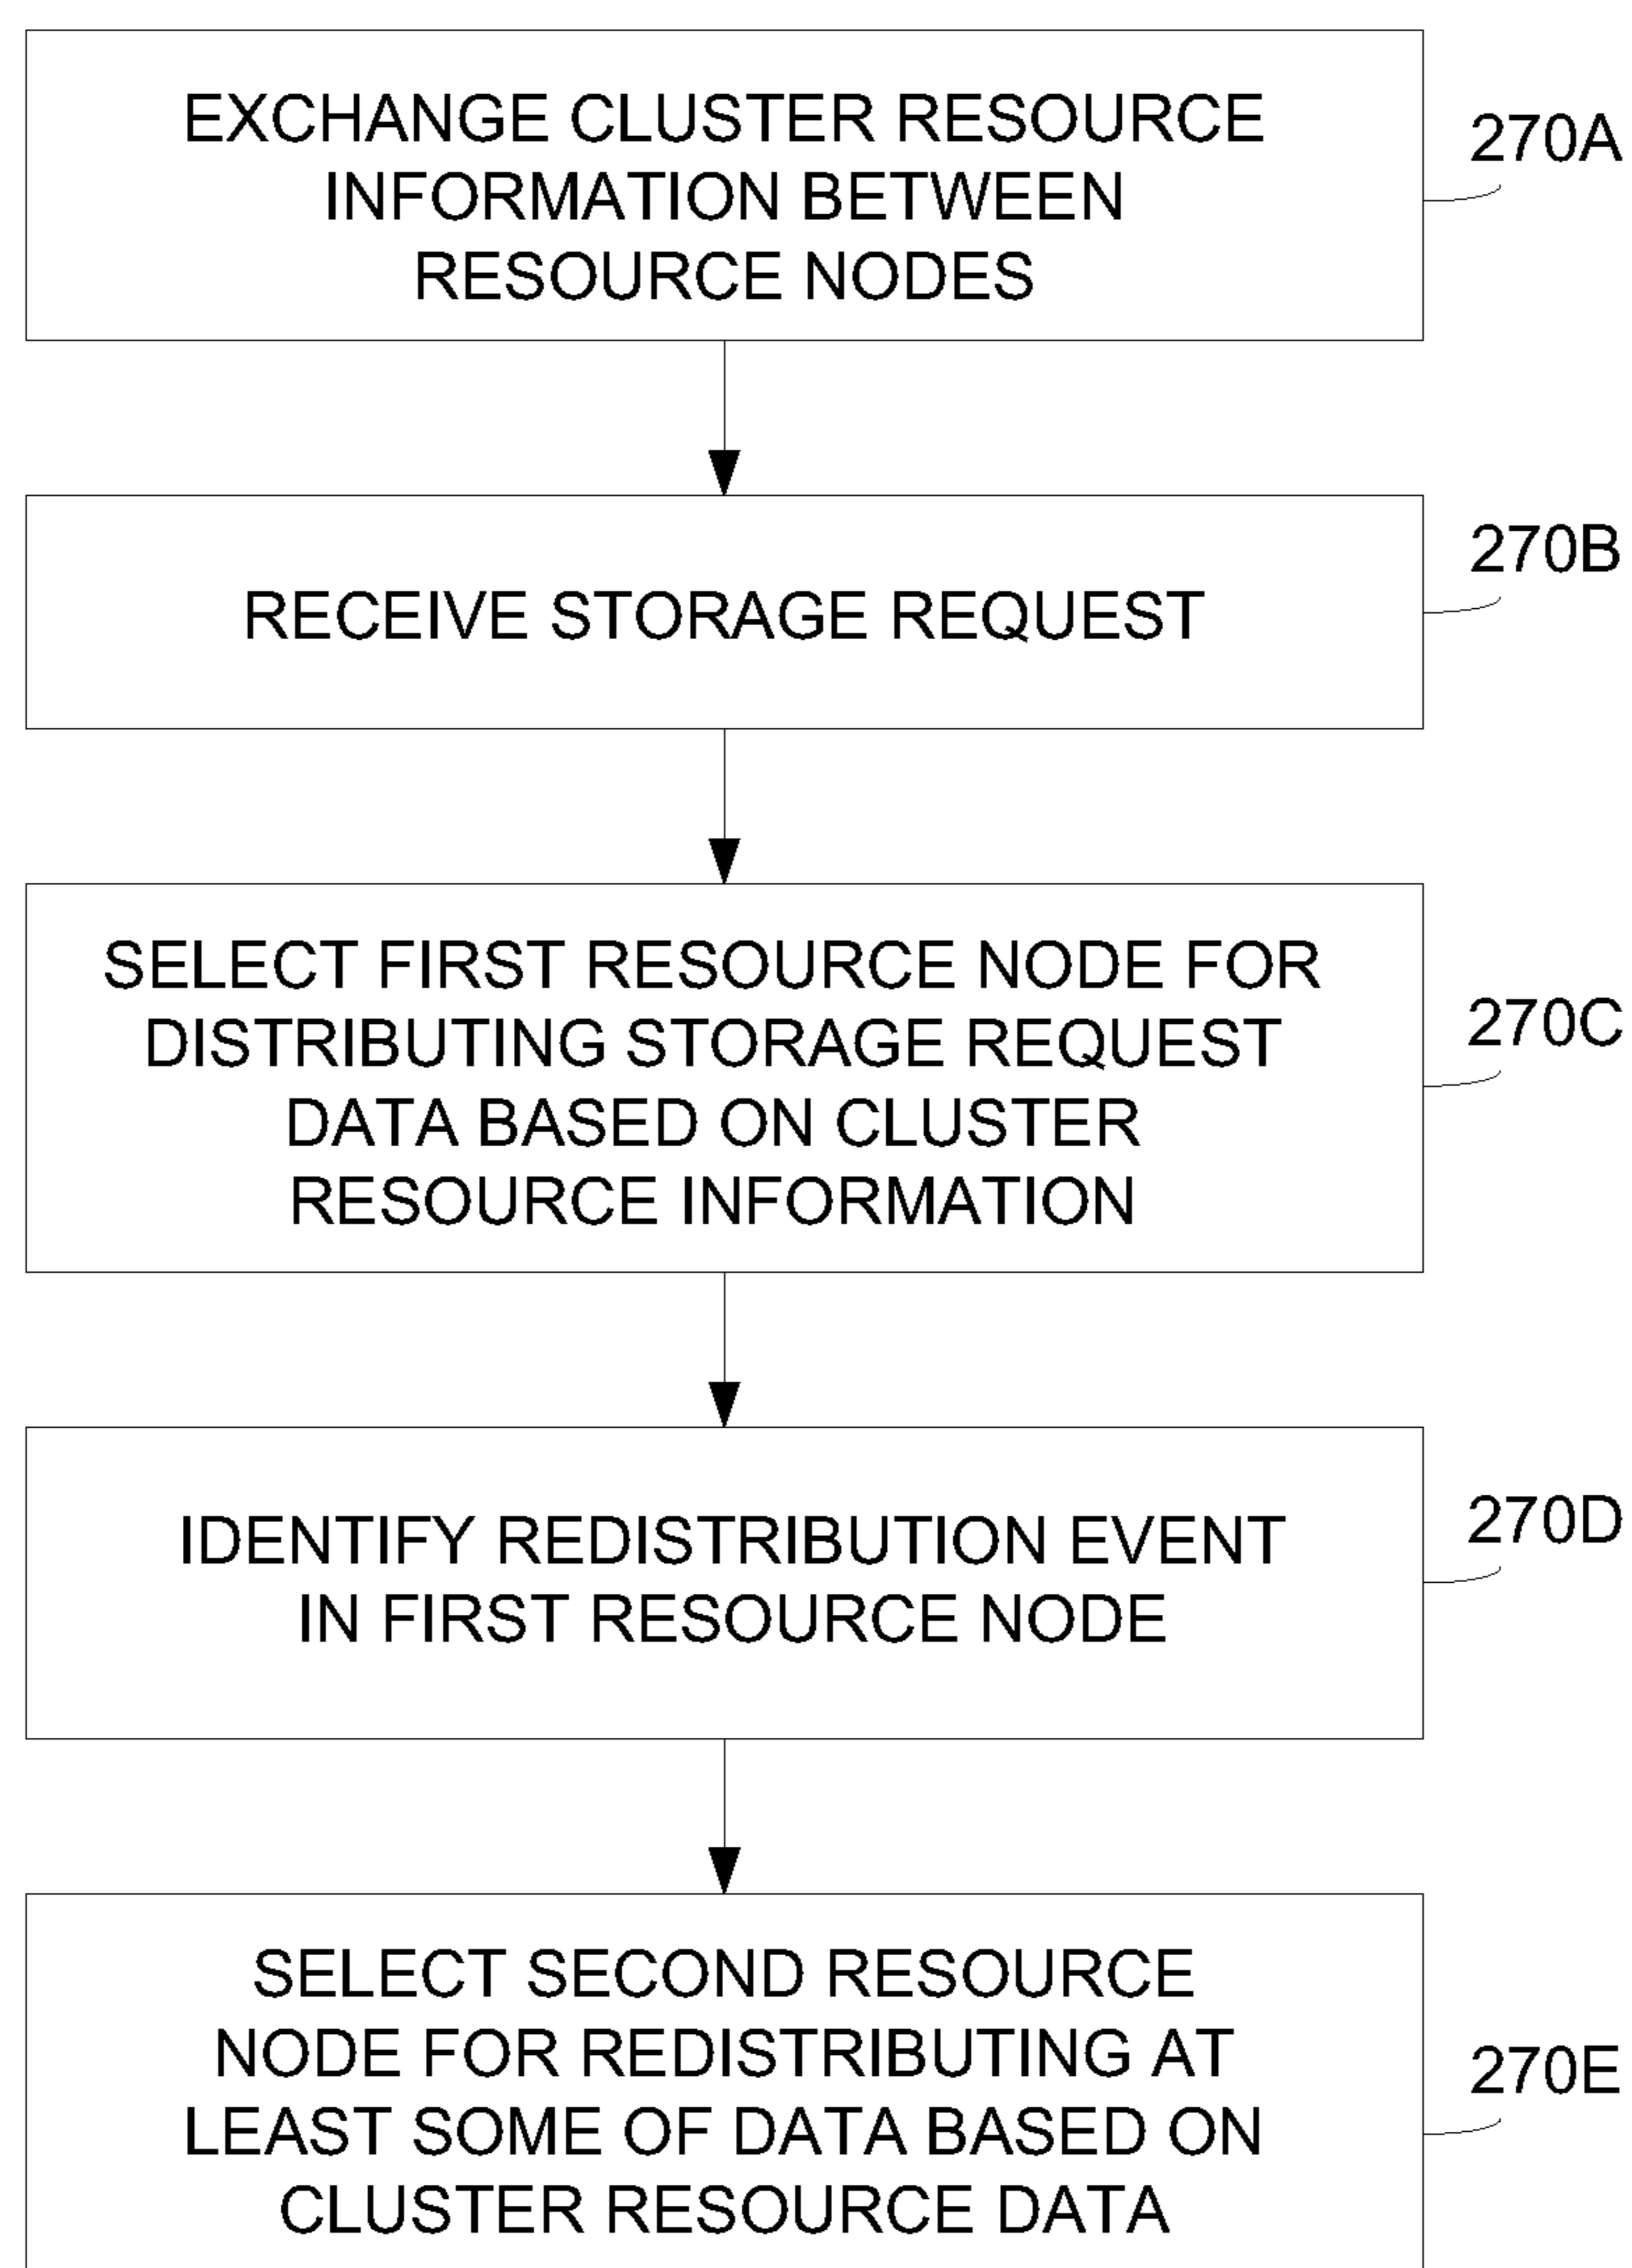 EXCHANGE CLUSTER RESOURCE
INFORMATION BETWEEN
RESOURCE NODES
270A
RECEIVE STORAGE REQUEST
270B
SELECT FIRST RESOURCE NODE FOR
DISTRIBUTING STORAGE REQUEST
DATA BASED ON CLUSTER
RESOURCE INFORMATION
270C
IDENTIFY REDISTRIBUTION EVENT
IN FIRST RESOURCE NODE
270D
SELECT SECOND RESOURCE
NODE FOR REDISTRIBUTING AT
LEAST SOME OF DATA BASED ON
CLUSTER RESOURCE DATA
270E